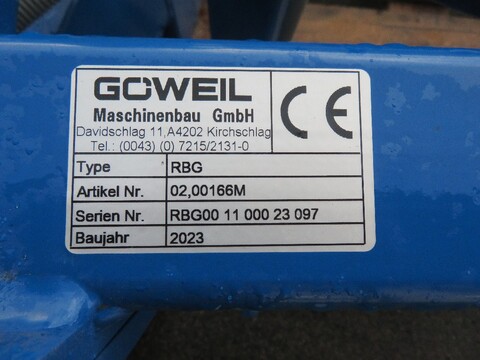 GÖWEIL
Maschinenbau GmbH
Davidschlag 11,A4202 Kirchschlag
Tel.: (0043) (0) 7215/2131-0
CE
Type RBG
Artikel Nr. 02,00166M
Serien Nr. RBG00 11 000 23 097
Baujahr 2023